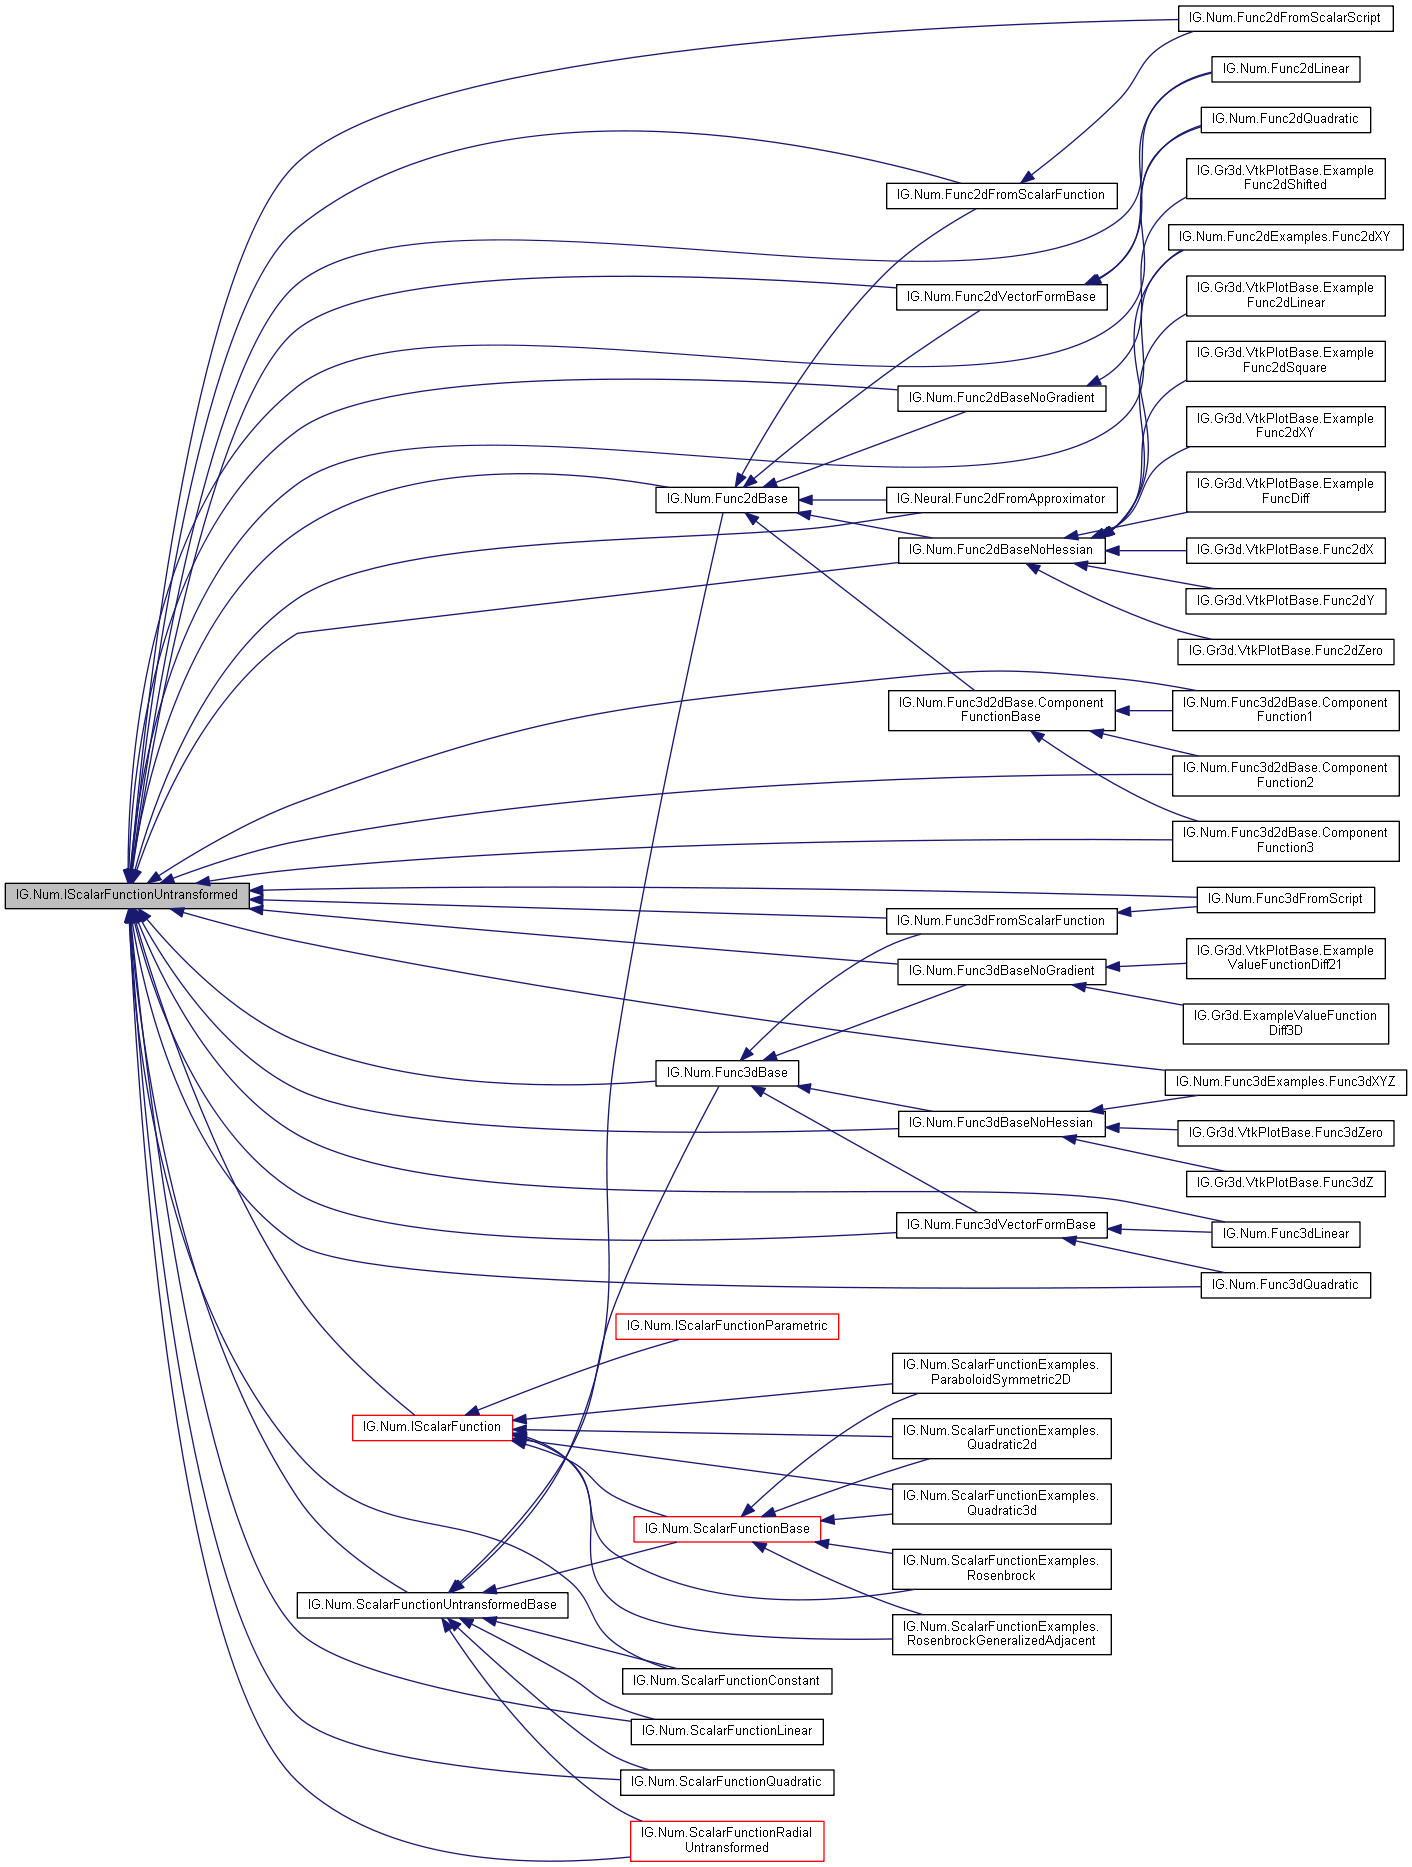 IG.Num.Func2dFromScalarScript
IG.Num.Func2dLinear
IG.Num.Func2dQuadratic
IG.Gr3d.VtkPlotBase.Example
Func2dShifted
IG.Num.Func2dFromScalarFunction
IG.Num.Func2dExamples.Func2dXY
IG.Num.Func2dVectorFormBase
IG.Gr3d.VtkPlotBase.Example
Func2dLinear
IG.Gr3d.VtkPlotBase.Example
Func2dSquare
IG.Num.Func2dBaseNoGradient
IG.Gr3d.VtkPlotBase.Example
Func2dXY
IG.Num.Func2dBase
IG.Neural.Func2dFromApproximator
IG.Gr3d.VtkPlotBase.Example
FuncDiff
IG.Num.Func2dBaseNoHessian
IG.Gr3d.VtkPlotBase.Func2dX
IG.Gr3d.VtkPlotBase.Func2dY
IG.Gr3d.VtkPlotBase.Func2dZero
IG.Num.Func3d2dBase.Component
FunctionBase
IG.Num.Func3d2dBase.Component
Function1
IG.Num.Func3d2dBase.Component
Function2
IG.Num.Func3d2dBase.Component
Function3
IG.Num.IScalarFunctionUntransformed
IG.Num.Func3dFromScript
IG.Num.Func3dFromScalarFunction
IG.Gr3d.VtkPlotBase.Example
ValueFunctionDiff21
IG.Num.Func3dBaseNoGradient
IG.Gr3d.ExampleValueFunction
Diff3D
IG.Num.Func3dBase
IG.Num.Func3dExamples.Func3dXYZ
IG.Num.Func3dBaseNoHessian
IG.Gr3d.VtkPlotBase.Func3dZero
IG.Gr3d.VtkPlotBase.Func3dZ
IG.Num.Func3dVectorFormBase
IG.Num.Func3dLinear
IG.Num.Func3dQuadratic
IG.Num.IScalarFunctionParametric
IG.Num.ScalarFunctionExamples.
ParaboloidSymmetric2D
IG.Num.IScalarFunction
IG.Num.ScalarFunctionExamples.
Quadratic2d
IG.Num.ScalarFunctionExamples.
Quadratic3d
IG.Num.ScalarFunctionBase
IG.Num.ScalarFunctionExamples.
Rosenbrock
IG.Num.ScalarFunctionUntransformedBase
IG.Num.ScalarFunctionExamples.
RosenbrockGeneralizedAdjacent
IG.Num.ScalarFunctionConstant
IG.Num.ScalarFunctionLinear
IG.Num.ScalarFunctionQuadratic
IG.Num.ScalarFunctionRadial
Untransformed